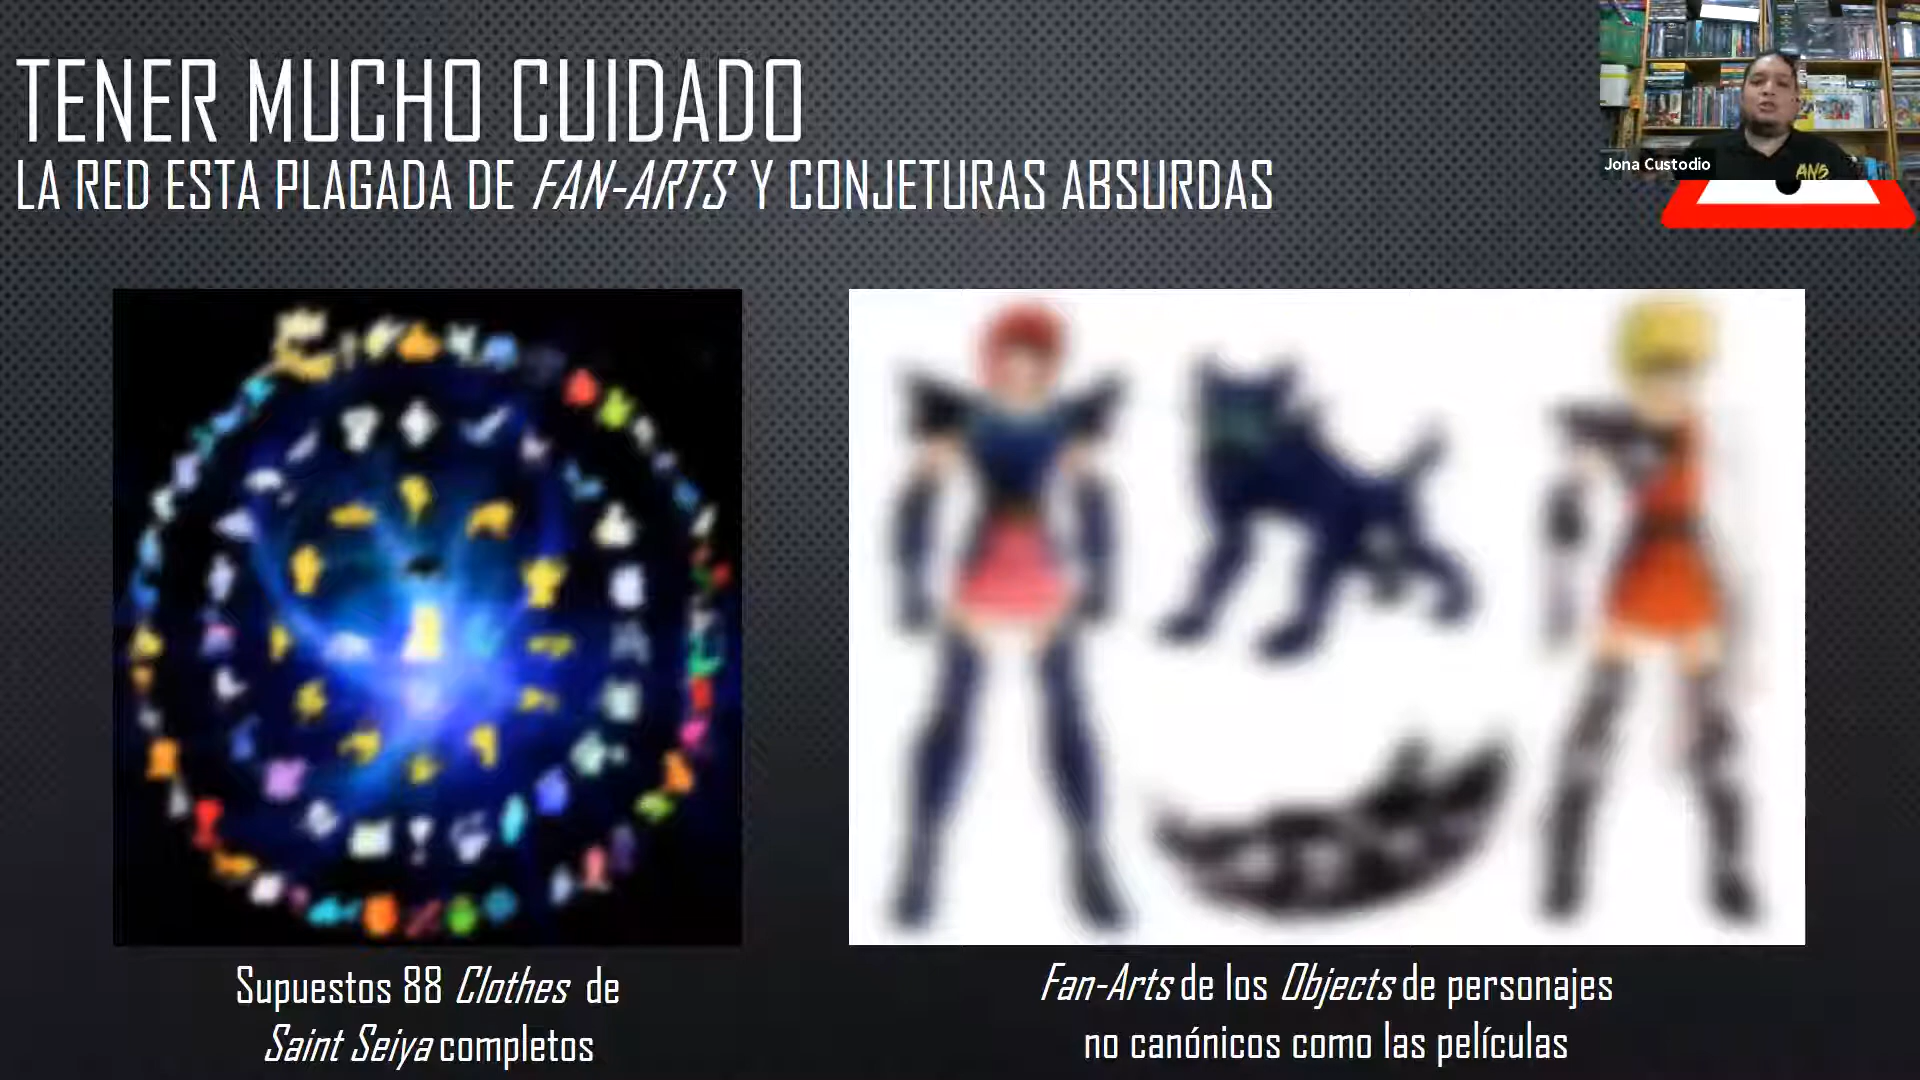 TENER MUCHO CUIDADO
LA RED ESTA PLAGADA DE FAN-ARTS Y CONJETURAS ABSURDAS
Jona Custodio
ANS
Supuestos 88 Clothes de
Saint Seiya completos
Fan-Arts de los Objects de personajes
no canónicos como las películas